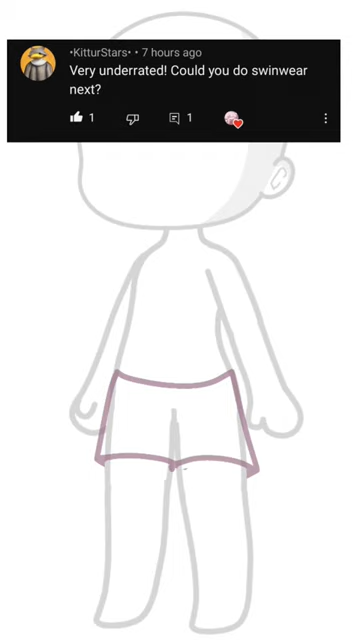 •KitturStars• • 7 hours ago
Very underrated! Could you do swinwear
next?
1 1